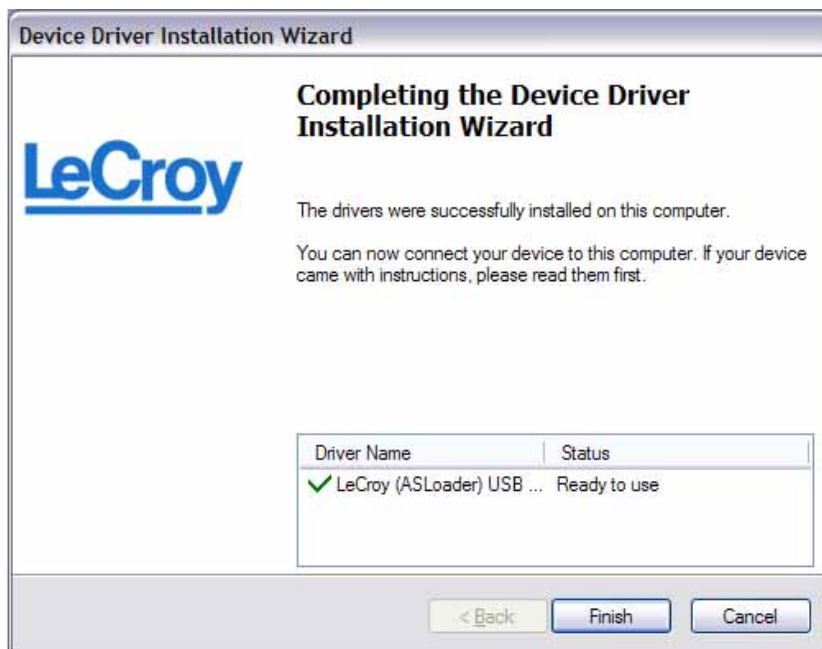 Device Driver Installation Wizard
LeCroy
Completing the Device Driver
Installation Wizard
The drivers were successfully installed on this computer.
You can now connect your device to this computer. If your device
came with instructions, please read them first.
Driver Name Status
LeCroy (ASLoader) USB ... Ready to use
< Back Finish Cancel